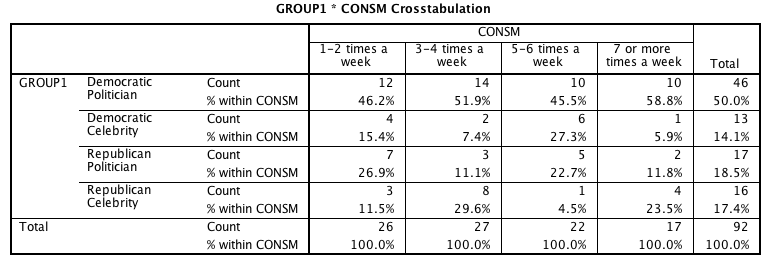 GROUP1 * CONSM Crosstabulation
CONSM
1-2 times a week 3-4 times a week 5-6 times a week 7 or more times a week Total
GROUP1 Democratic Politician Count 12 14 10 10 46
% within CONSM 46.2% 51.9% 45.5% 58.8% 50.0%
Democratic Celebrity Count 4 2 6 1 13
% within CONSM 15.4% 7.4% 27.3% 5.9% 14.1%
Republican Politician Count 7 3 5 2 17
% within CONSM 26.9% 11.1% 22.7% 11.8% 18.5%
Republican Celebrity Count 3 8 1 4 16
% within CONSM 11.5% 29.6% 4.5% 23.5% 17.4%
Total Count 26 27 22 17 92
% within CONSM 100.0% 100.0% 100.0% 100.0% 100.0%